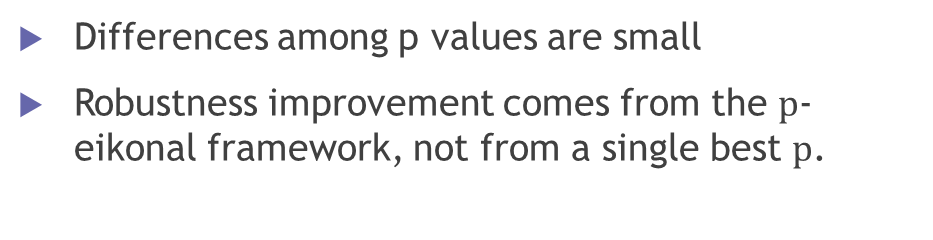 Differences among p values are small
Robustness improvement comes from the p-
eikonal framework, not from a single best p.